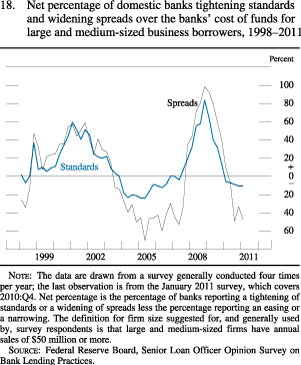 18. Net percentage of domestic banks tightening standards
and widening spreads over the banks' cost of funds for
large and medium-sized business borrowers, 1998–2011
Percent
100
Spreads
80
60
40
Standards
20
+
0
–
20
40
60
1999 2002 2005 2008 2011
NOTE: The data are drawn from a survey generally conducted four times
per year; the last observation is from the January 2011 survey, which covers
2010:Q4. Net percentage is the percentage of banks reporting a tightening of
standards or a widening of spreads less the percentage reporting an easing or
a narrowing. The definition for firm size suggested for, and generally used
by, survey respondents is that large and medium-sized firms have annual
sales of $50 million or more.
SOURCE: Federal Reserve Board, Senior Loan Officer Opinion Survey on
Bank Lending Practices.